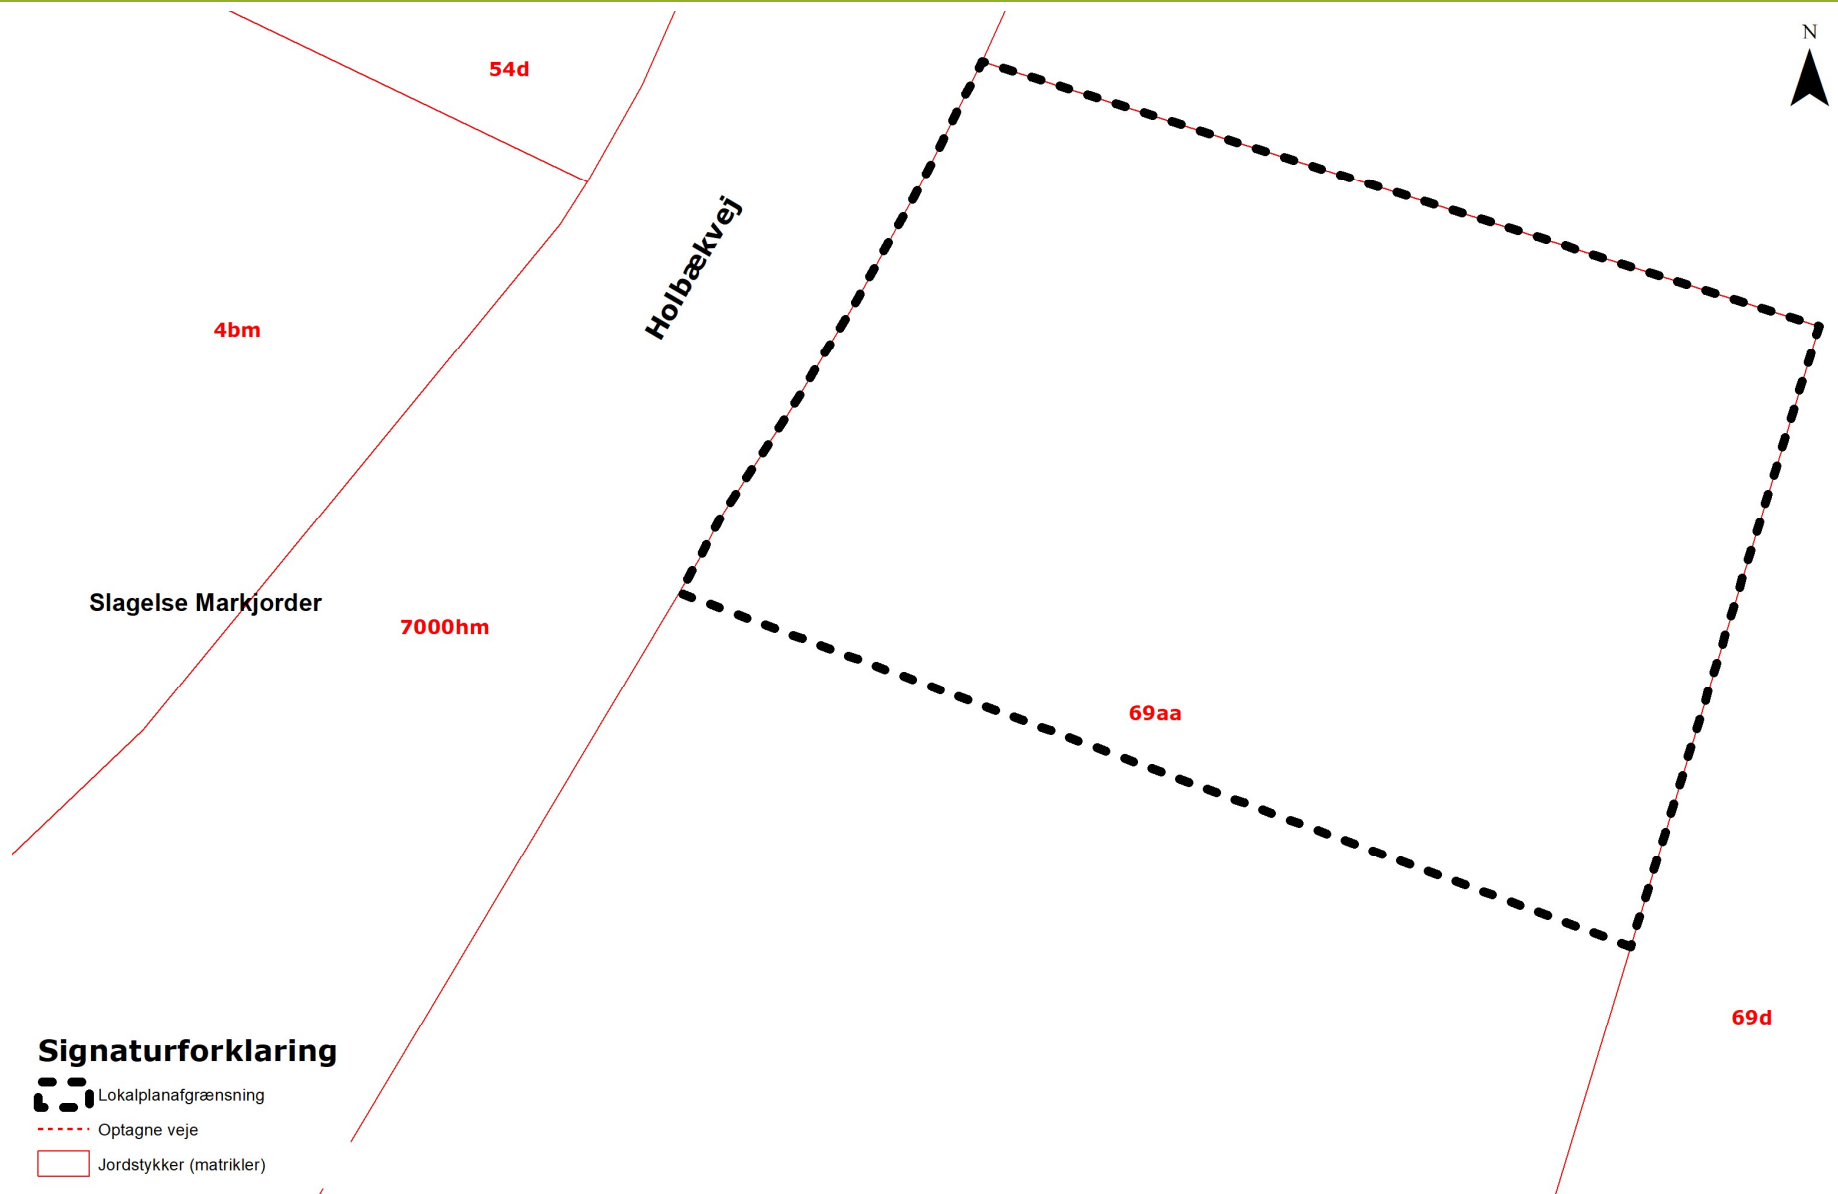 N
54d
Holbækvej
4bm
Slagelse Markjorder
7000hm
69aa
69d
Signaturforklaring
Lokalplanafgrænsning
Optagne veje
Jordstykker (matrikler)